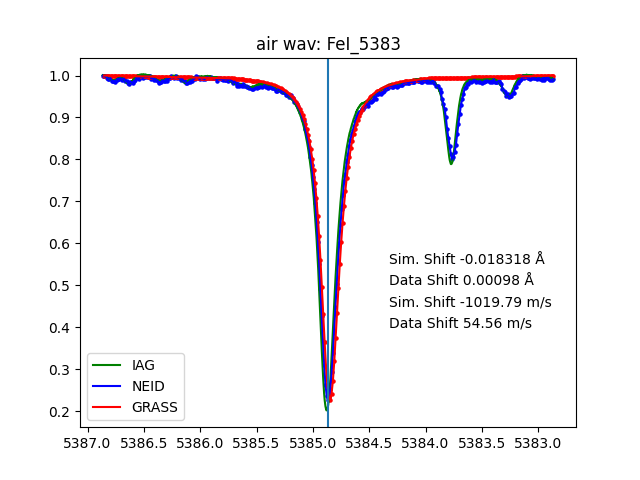 air wav: FeI_5383
1.0
0.9
0.8
0.7
0.6
0.5
0.4
0.3
0.2
Sim. Shift -0.018318 Å
Data Shift 0.00098 Å
Sim. Shift -1019.79 m/s
Data Shift 54.56 m/s
IAG
NEID
GRASS
5387.0 5386.5 5386.0 5385.5 5385.0 5384.5 5384.0 5383.5 5383.0